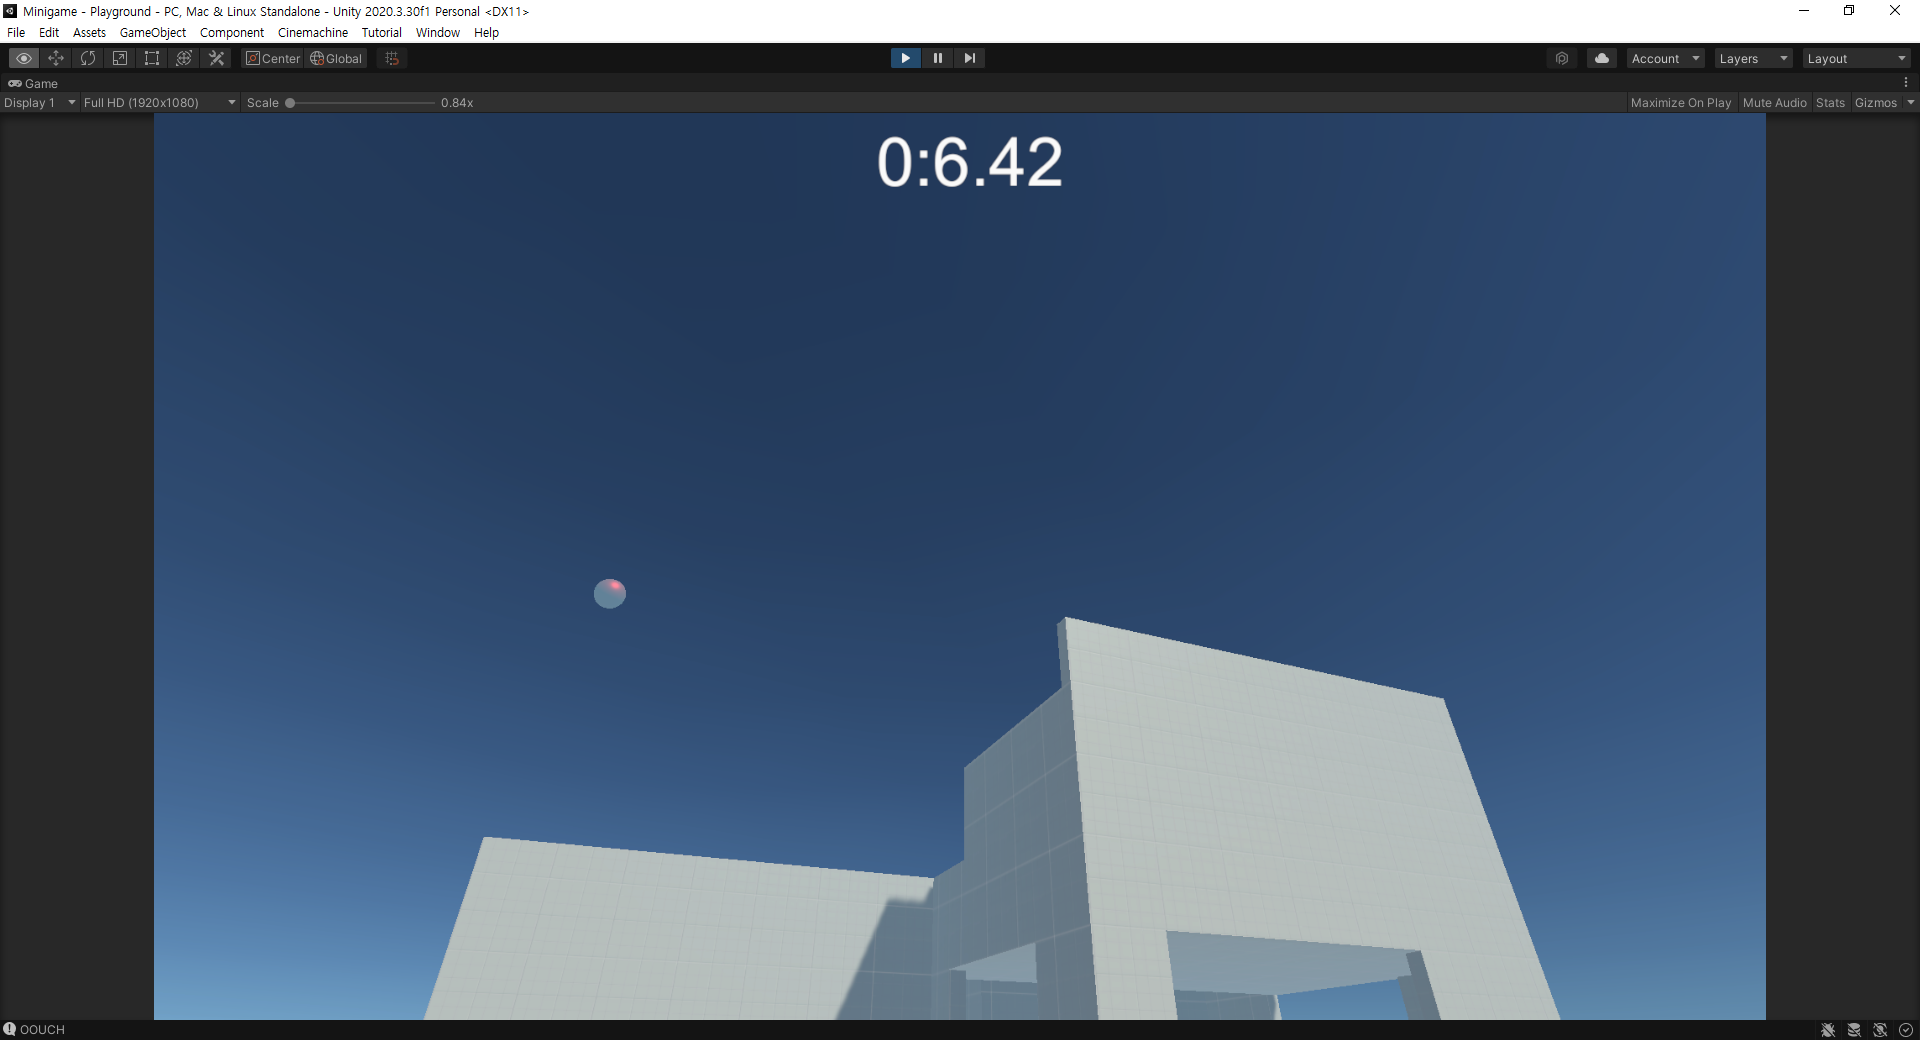 Minigame - Playground - PC, Mac & Linux Standalone - Unity 2020.3.30f1 Personal <DX11>
File Edit Assets GameObject Component Cinemachine Tutorial Window Help
Center Global Account Layers Layout
Game
Display 1 Full HD (1920x1080) Scale 0.84x Maximize On Play Mute Audio Stats Gizmos
0:6.42
OOUCH